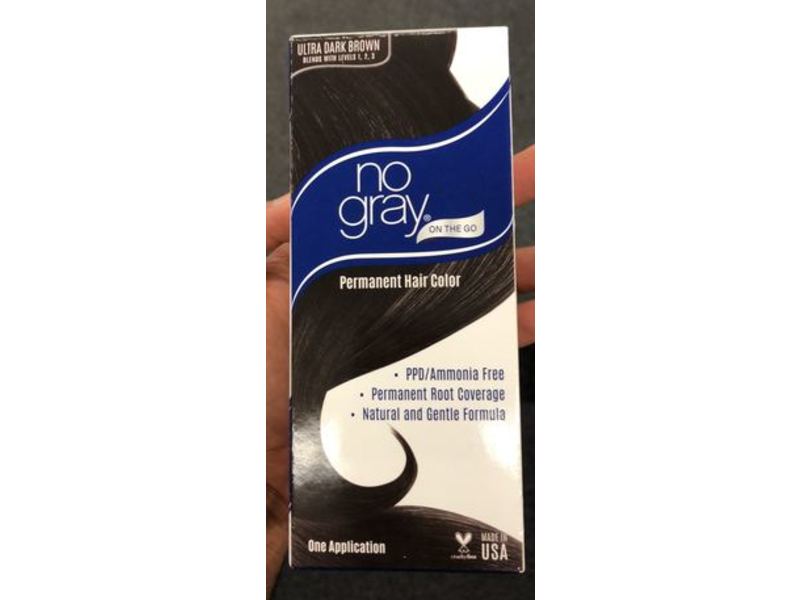 ULTRA DARK BROWN
BLENDS WITH LEVELS 1, 2, 3
no
gray®
ON THE GO
Permanent Hair Color
• PPD/Ammonia Free
• Permanent Root Coverage
• Natural and Gentle Formula
One Application
crueltyfree
MADE IN
USA